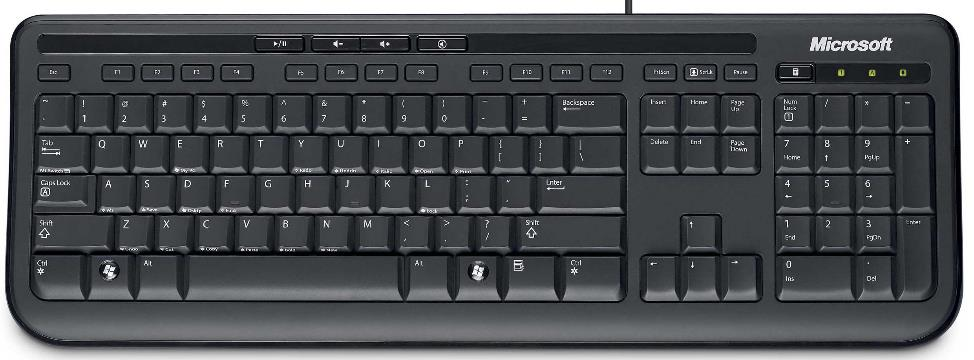 Microsoft
Esc F1 F2 F3 F4 F5 F6 F7 F8 F9 F10 F11 F12 PrtScn ScrLk Pause 1 A
~ ! @ # $ % ^ & * ( ) - + Backspace Insert Home Page Up Num Lock / * -
` 1 2 3 4 5 6 7 8 9 0 - =
Tab Q W E R T Y U I O P { } | Delete End Page Down 7 8 9 +
[ ] \ Home ↑ PgUp
Caps Lock A S D F G H J K L : " Enter 4 5 6
; ' ← →
Shift Z X C V B N M < > ? Shift ↑ 1 2 3 Enter
, . / End PgDn
Ctrl Alt Alt Ctrl ← ↓ → 0 .
Ins Del